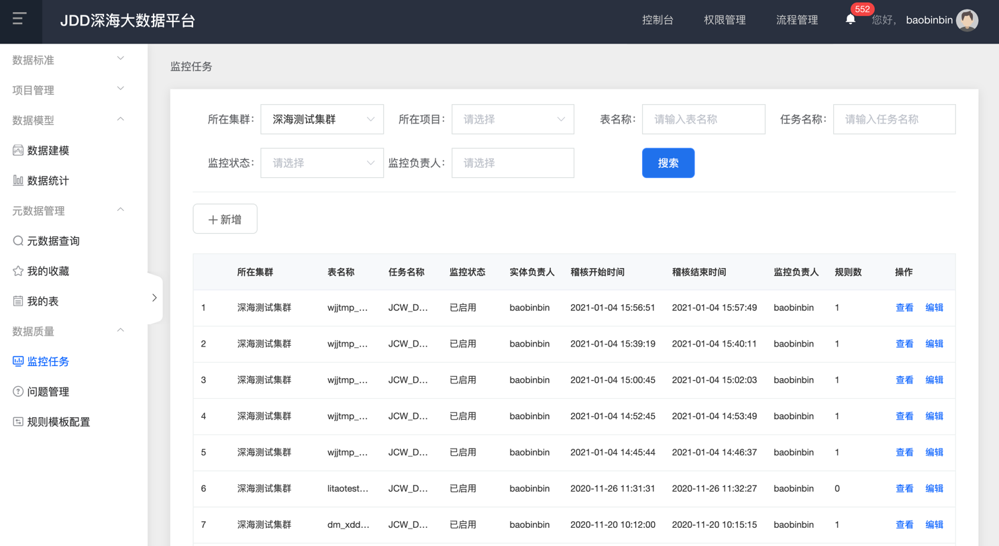 JDD深海大数据平台 控制台 权限管理 流程管理 552 您好, baobinbin
数据标准
项目管理
数据模型
数据建模
数据统计
元数据管理
元数据查询
我的收藏
我的表
数据质量
监控任务
问题管理
规则模板配置
监控任务
所在集群: 深海测试集群 所在项目: 请选择 表名称: 请输入表名称 任务名称: 请输入任务名称
监控状态: 请选择 监控负责人: 请选择 搜索
新增
所在集群 表名称 任务名称 监控状态 实体负责人 稽核开始时间 稽核结束时间 监控负责人 规则数 操作
1 深海测试集群 wjjtmp_... JCW_D... 已启用 baobinbin 2021-01-04 15:56:51 2021-01-04 15:57:49 baobinbin 1 查看 编辑
2 深海测试集群 wjjtmp_... JCW_D... 已启用 baobinbin 2021-01-04 15:39:19 2021-01-04 15:40:11 baobinbin 1 查看 编辑
3 深海测试集群 wjjtmp_... JCW_D... 已启用 baobinbin 2021-01-04 15:00:45 2021-01-04 15:02:03 baobinbin 1 查看 编辑
4 深海测试集群 wjjtmp_... JCW_D... 已启用 baobinbin 2021-01-04 14:52:45 2021-01-04 14:53:49 baobinbin 1 查看 编辑
5 深海测试集群 wjjtmp_... JCW_D... 已启用 baobinbin 2021-01-04 14:45:44 2021-01-04 14:46:37 baobinbin 1 查看 编辑
6 深海测试集群 litaotest... JCW_D... 已启用 baobinbin 2020-11-26 11:31:31 2020-11-26 11:32:27 baobinbin 0 查看 编辑
7 深海测试集群 dm_xdd... JCW_D... 已启用 baobinbin 2020-11-20 10:12:00 2020-11-20 10:15:15 baobinbin 1 查看 编辑